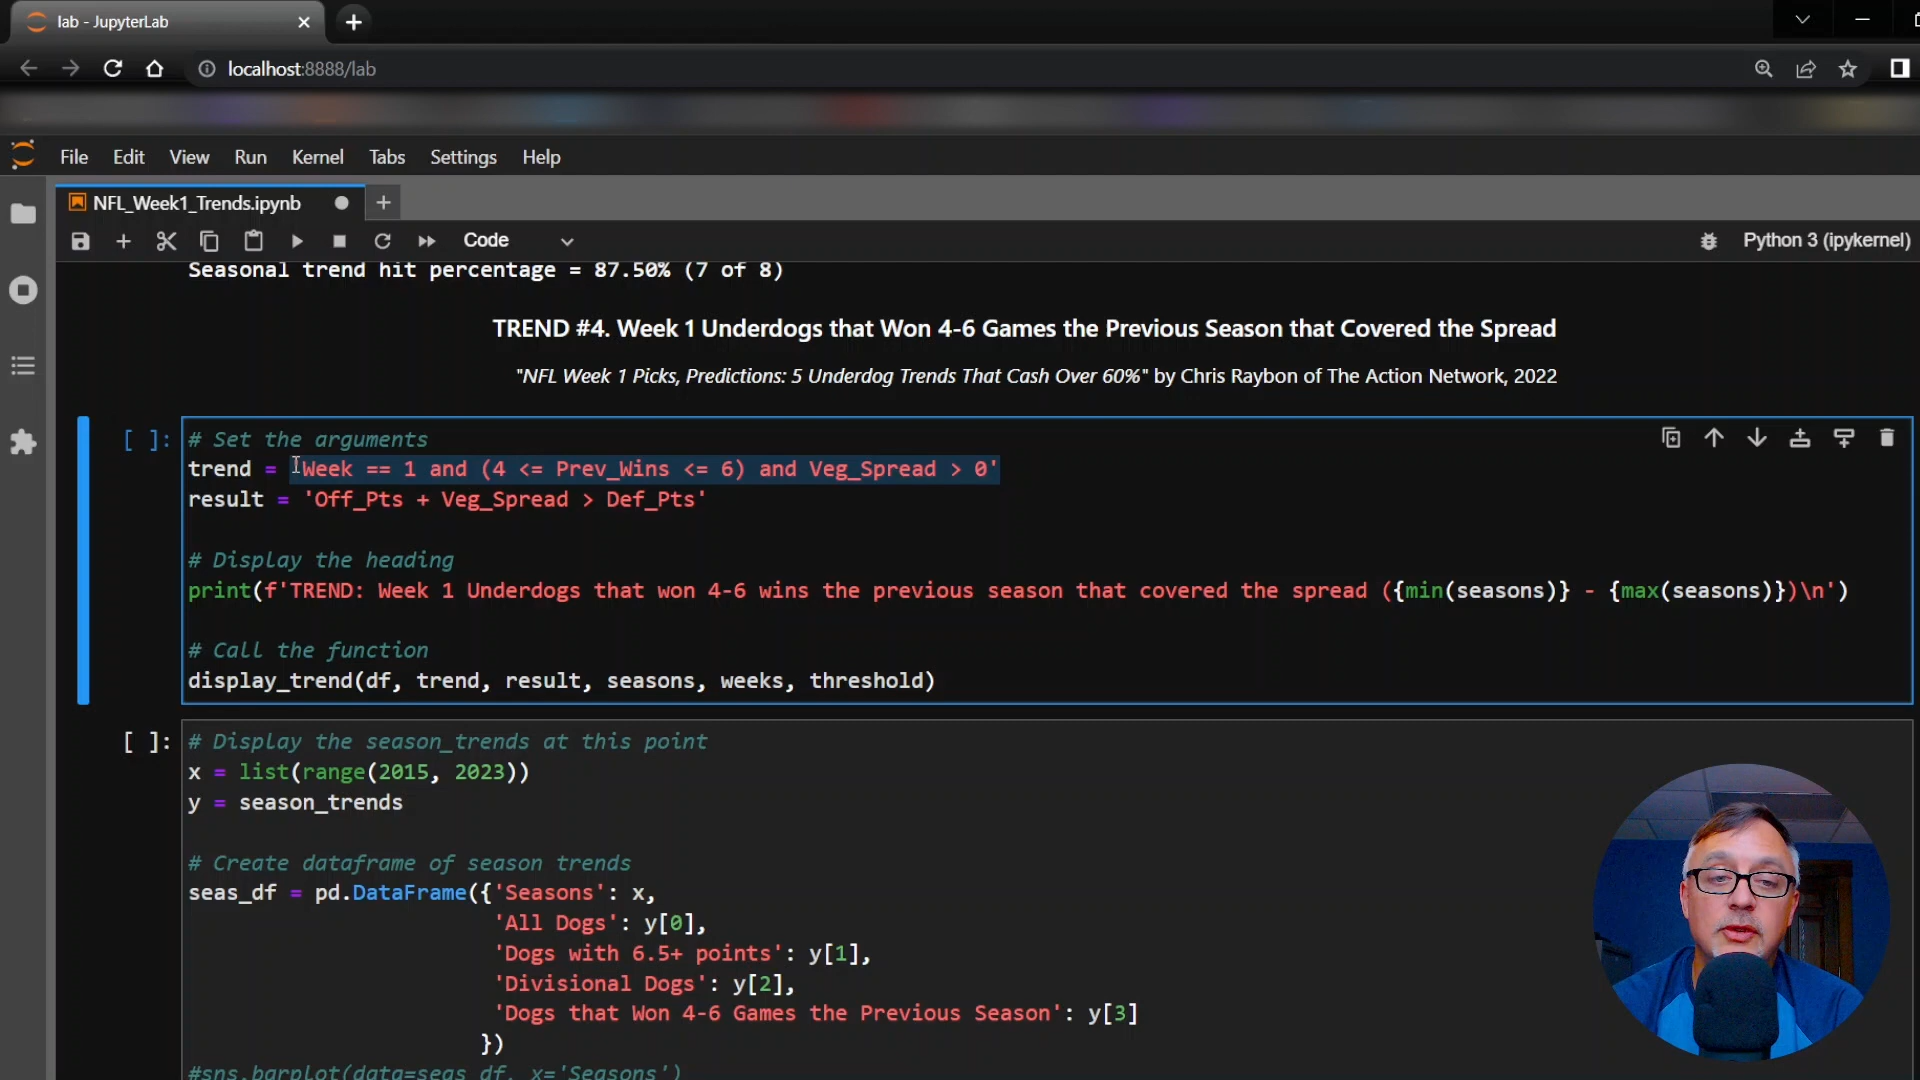 lab - JupyterLab
localhost:8888/lab
File Edit View Run Kernel Tabs Settings Help
NFL_Week1_Trends.ipynb
Code
Python 3 (ipykernel)
Seasonal trend hit percentage = 87.50% (7 of 8)
TREND #4. Week 1 Underdogs that Won 4-6 Games the Previous Season that Covered the Spread
"NFL Week 1 Picks, Predictions: 5 Underdog Trends That Cash Over 60%" by Chris Raybon of The Action Network, 2022
[ ]: # Set the arguments
trend = 'Week == 1 and (4 <= Prev_Wins <= 6) and Veg_Spread > 0'
result = 'Off_Pts + Veg_Spread > Def_Pts'
# Display the heading
print(f'TREND: Week 1 Underdogs that won 4-6 wins the previous season that covered the spread ({min(seasons)} - {max(seasons)})\n')
# Call the function
display_trend(df, trend, result, seasons, weeks, threshold)
[ ]: # Display the season_trends at this point
x = list(range(2015, 2023))
y = season_trends
# Create dataframe of season trends
seas_df = pd.DataFrame({'Seasons': x,
'All Dogs': y[0],
'Dogs with 6.5+ points': y[1],
'Divisional Dogs': y[2],
'Dogs that Won 4-6 Games the Previous Season': y[3]
})
#sns.barplot(data=seas_df, x='Seasons')